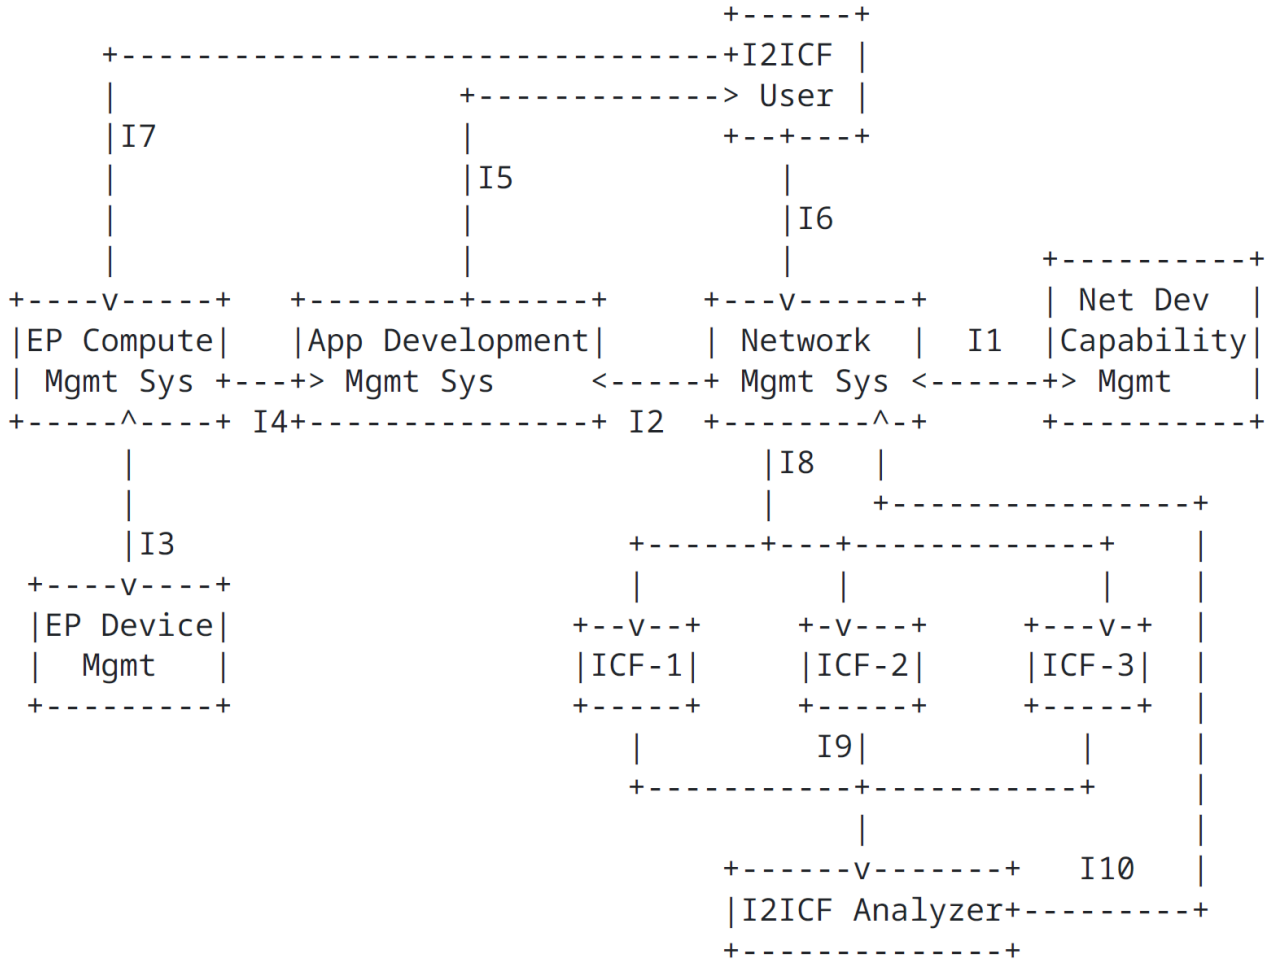 +------+
     +--------------------------------+I2ICF |
     |                  +-------------> User |
     |I7                |             +--+---+
     |                  |I5              |
     |                  |                |I6
     |                  |                |             +----------+
+----v-----+   +--------+------+     +---v------+      | Net Dev  |
|EP Compute|   |App Development|     | Network  |  I1  |Capability|
| Mgmt Sys +---+> Mgmt Sys     <-----+ Mgmt Sys <------+> Mgmt    |
+-----^----+ I4+---------------+ I2  +--------^-+      +----------+
      |                                 |I8   |
      |                                 |     +----------------+
      |I3                        +------+---+-------------+    |
 +----v----+                     |          |             |    |
 |EP Device|                  +--v--+     +-v---+     +---v-+  |
 |  Mgmt   |                  |ICF-1|     |ICF-2|     |ICF-3|  |
 +---------+                  +-----+     +-----+     +-----+  |
                                 |         I9|           |     |
                                 +-----------+-----------+     |
                                             |                 |
                                      +------v-------+   I10   |
                                      |I2ICF Analyzer+---------+
                                      +--------------+